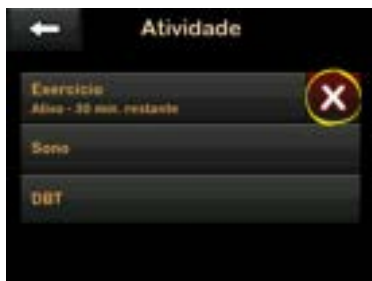 Atividade
Exercício
Ativo - 30 min. restante
Sono
DBT